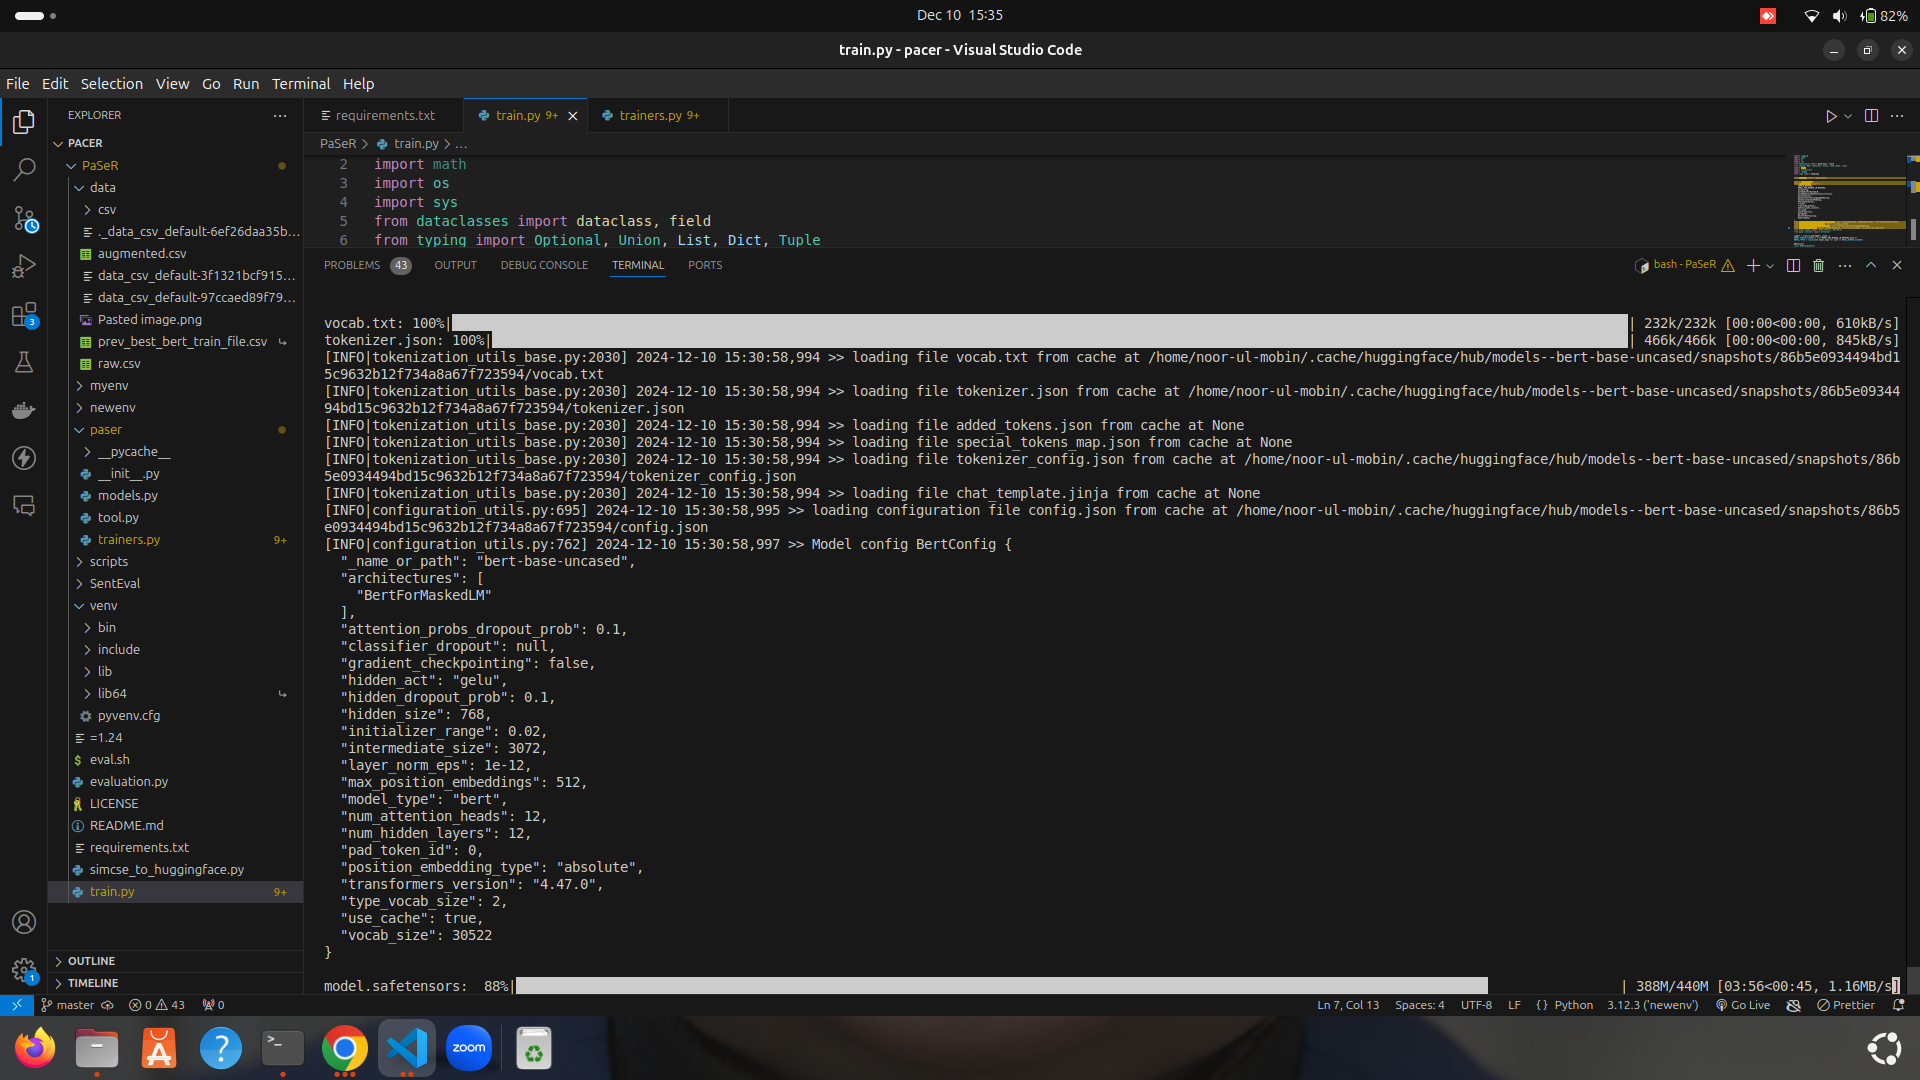 Dec 10 15:35
82%
train.py - pacer - Visual Studio Code
File Edit Selection View Go Run Terminal Help
EXPLORER
PACER
PaSeR
data
csv
._data_csv_default-6ef26daa35b...
augmented.csv
data_csv_default-3f1321bcf915...
data_csv_default-97ccaed89f79...
Pasted image.png
prev_best_bert_train_file.csv
raw.csv
myenv
newenv
paser
__pycache__
__init__.py
models.py
tool.py
trainers.py 9+
scripts
SentEval
venv
bin
include
lib
lib64
pyvenv.cfg
=1.24
eval.sh
evaluation.py
LICENSE
README.md
requirements.txt
simcse_to_huggingface.py
train.py 9+
OUTLINE
TIMELINE
3
1
requirements.txt train.py 9+ trainers.py 9+
PaSeR > train.py > ...
2 import math
3 import os
4 import sys
5 from dataclasses import dataclass, field
6 from typing import Optional, Union, List, Dict, Tuple
PROBLEMS 43 OUTPUT DEBUG CONSOLE TERMINAL PORTS
bash - PaSeR
vocab.txt: 100%| | 232k/232k [00:00<00:00, 610kB/s]
tokenizer.json: 100%| | 466k/466k [00:00<00:00, 845kB/s]
[INFO|tokenization_utils_base.py:2030] 2024-12-10 15:30:58,994 >> loading file vocab.txt from cache at /home/noor-ul-mobin/.cache/huggingface/hub/models--bert-base-uncased/snapshots/86b5e0934494bd1
5c9632b12f734a8a67f723594/vocab.txt
[INFO|tokenization_utils_base.py:2030] 2024-12-10 15:30:58,994 >> loading file tokenizer.json from cache at /home/noor-ul-mobin/.cache/huggingface/hub/models--bert-base-uncased/snapshots/86b5e09344
94bd15c9632b12f734a8a67f723594/tokenizer.json
[INFO|tokenization_utils_base.py:2030] 2024-12-10 15:30:58,994 >> loading file added_tokens.json from cache at None
[INFO|tokenization_utils_base.py:2030] 2024-12-10 15:30:58,994 >> loading file special_tokens_map.json from cache at None
[INFO|tokenization_utils_base.py:2030] 2024-12-10 15:30:58,994 >> loading file tokenizer_config.json from cache at /home/noor-ul-mobin/.cache/huggingface/hub/models--bert-base-uncased/snapshots/86b
5e0934494bd15c9632b12f734a8a67f723594/tokenizer_config.json
[INFO|tokenization_utils_base.py:2030] 2024-12-10 15:30:58,994 >> loading file chat_template.jinja from cache at None
[INFO|configuration_utils.py:695] 2024-12-10 15:30:58,995 >> loading configuration file config.json from cache at /home/noor-ul-mobin/.cache/huggingface/hub/models--bert-base-uncased/snapshots/86b5
e0934494bd15c9632b12f734a8a67f723594/config.json
[INFO|configuration_utils.py:762] 2024-12-10 15:30:58,997 >> Model config BertConfig {
"_name_or_path": "bert-base-uncased",
"architectures": [
"BertForMaskedLM"
],
"attention_probs_dropout_prob": 0.1,
"classifier_dropout": null,
"gradient_checkpointing": false,
"hidden_act": "gelu",
"hidden_dropout_prob": 0.1,
"hidden_size": 768,
"initializer_range": 0.02,
"intermediate_size": 3072,
"layer_norm_eps": 1e-12,
"max_position_embeddings": 512,
"model_type": "bert",
"num_attention_heads": 12,
"num_hidden_layers": 12,
"pad_token_id": 0,
"position_embedding_type": "absolute",
"transformers_version": "4.47.0",
"type_vocab_size": 2,
"use_cache": true,
"vocab_size": 30522
}
model.safetensors: 88%| | 388M/440M [03:56<00:45, 1.16MB/s]
master 0 43 0 Ln 7, Col 13 Spaces: 4 UTF-8 LF { } Python 3.12.3 ('newenv') Go Live Prettier
zoom